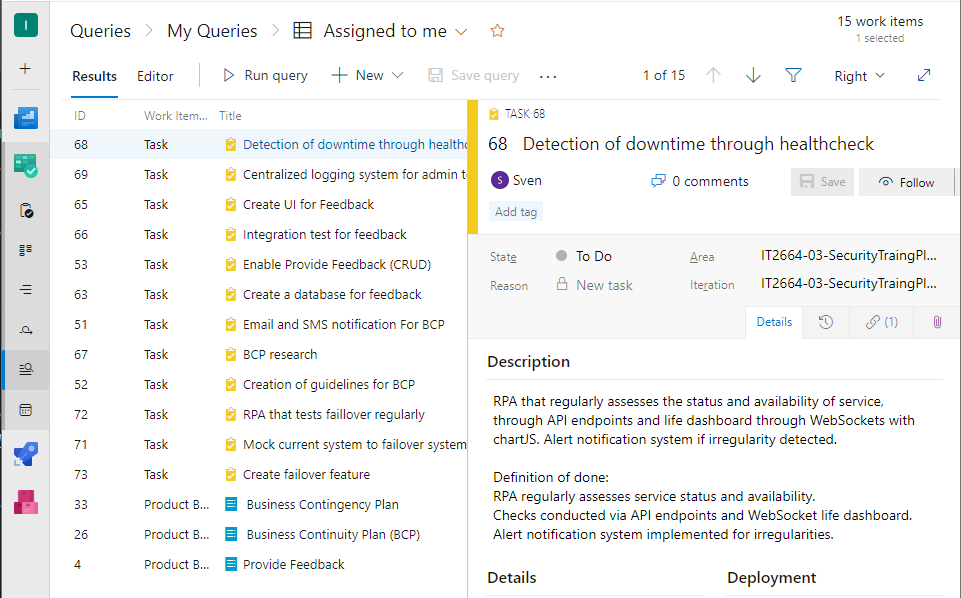 I
Queries > My Queries > Assigned to me
15 work items
1 selected
Results Editor Run query New Save query ... 1 of 15 Right
ID Work Item... Title
68 Task Detection of downtime through healthc
69 Task Centralized logging system for admin t
65 Task Create UI for Feedback
66 Task Integration test for feedback
53 Task Enable Provide Feedback (CRUD)
63 Task Create a database for feedback
51 Task Email and SMS notification For BCP
67 Task BCP research
52 Task Creation of guidelines for BCP
72 Task RPA that tests faillover regularly
71 Task Mock current system to failover system
73 Task Create failover feature
33 Product B... Business Contingency Plan
26 Product B... Business Continuity Plan (BCP)
4 Product B... Provide Feedback
TASK 68
68 Detection of downtime through healthcheck
S Sven 0 comments Save Follow
Add tag
State To Do Area IT2664-03-SecurityTraingPl...
Reason New task Iteration IT2664-03-SecurityTraingPl...
Details (1)
Description
RPA that regularly assesses the status and availability of service,
through API endpoints and life dashboard through WebSockets with
chartJS. Alert notification system if irregularity detected.
Definition of done:
RPA regularly assesses service status and availability.
Checks conducted via API endpoints and WebSocket life dashboard.
Alert notification system implemented for irregularities.
Details Deployment